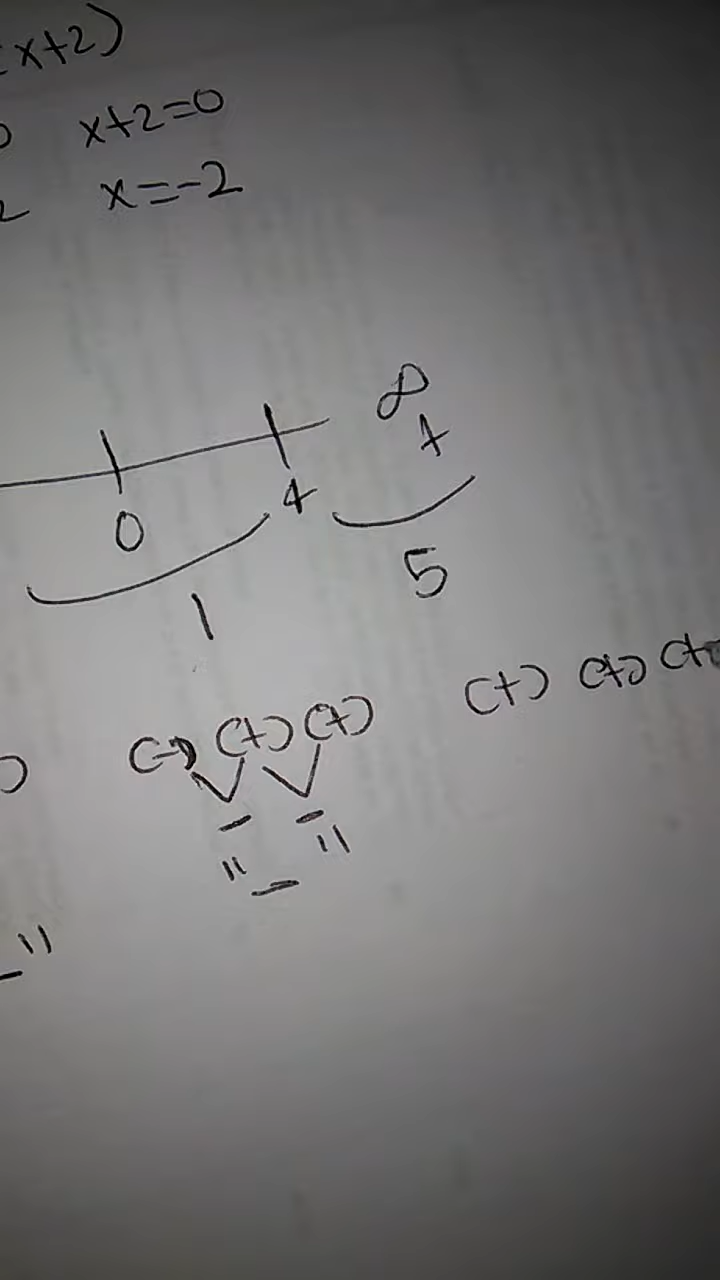 x+2)
x+2=0
x=-2
∞
+
0 4
1 5
(-) (+) (+) (+) (+) (+
- -
" - "
- "